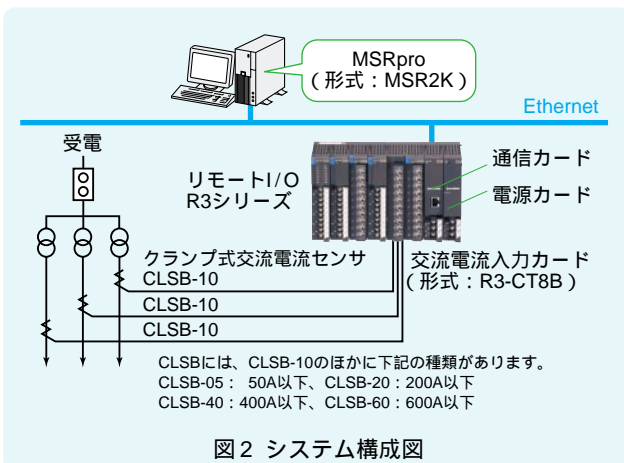 MSRpro
（形式：MSR2K）
Ethernet
受電
リモートI/O
R3シリーズ
通信カード
電源カード
クランプ式交流電流センサ
CLSB-10
CLSB-10
CLSB-10
交流電流入力カード
（形式：R3-CT8B）
CLSBには、CLSB-10のほかに下記の種類があります。
CLSB-05： 50A以下、CLSB-20：200A以下
CLSB-40：400A以下、CLSB-60：600A以下
図2 システム構成図